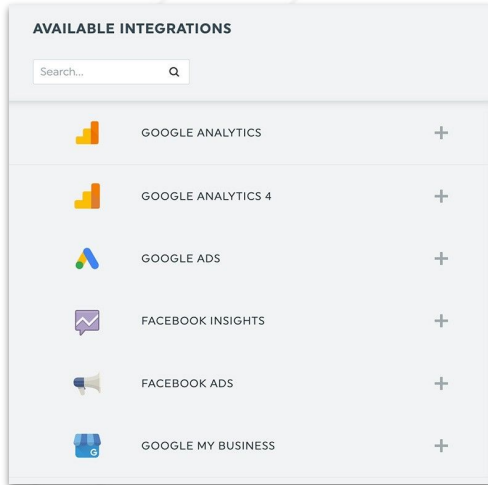 AVAILABLE INTEGRATIONS
Search...
GOOGLE ANALYTICS
GOOGLE ANALYTICS 4
GOOGLE ADS
FACEBOOK INSIGHTS
FACEBOOK ADS
G
GOOGLE MY BUSINESS